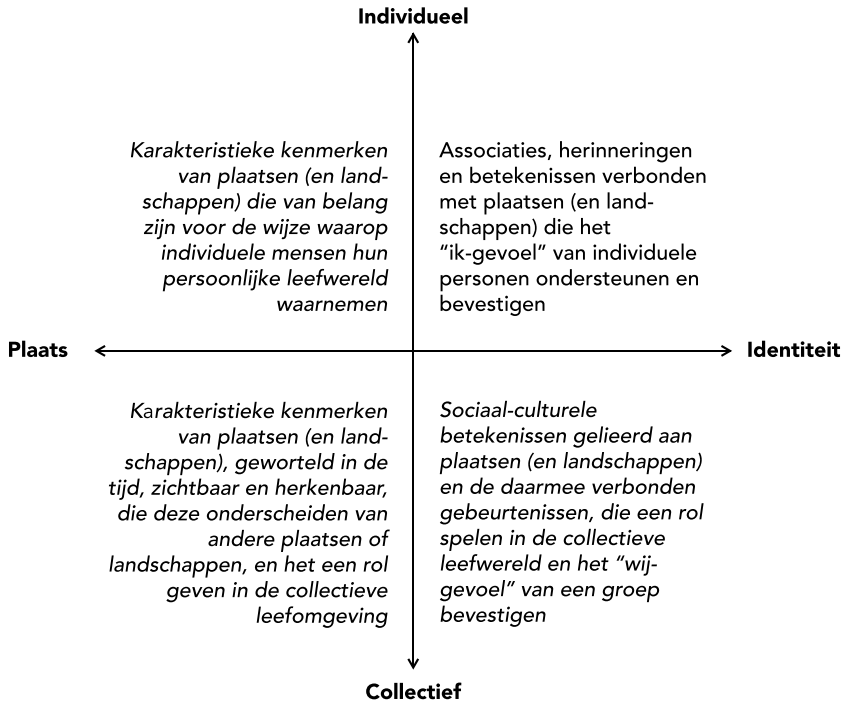 Individueel
Karakteristieke kenmerken
van plaatsen (en land-
schappen) die van belang
zijn voor de wijze waarop
individuele mensen hun
persoonlijke leefwereld
waarnemen
Associaties, herinneringen
en betekenissen verbonden
met plaatsen (en land-
schappen) die het
“ik-gevoel” van individuele
personen ondersteunen en
bevestigen
Plaats
Identiteit
Karakteristieke kenmerken
van plaatsen (en land-
schappen), geworteld in de
tijd, zichtbaar en herkenbaar,
die deze onderscheiden van
andere plaatsen of
landschappen, en het een rol
geven in de collectieve
leefomgeving
Sociaal-culturele
betekenissen gelieerd aan
plaatsen (en landschappen)
en de daarmee verbonden
gebeurtenissen, die een rol
spelen in de collectieve
leefwereld en het “wij-
gevoel” van een groep
bevestigen
Collectief